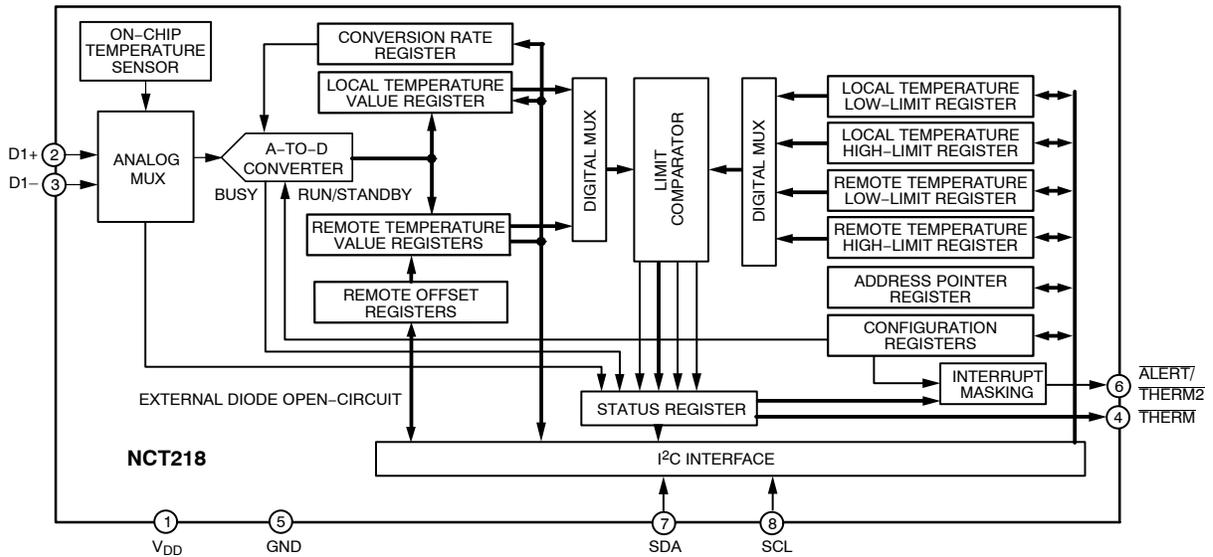 ON–CHIP
TEMPERATURE
SENSOR
CONVERSION RATE
REGISTER
LOCAL TEMPERATURE
VALUE REGISTER
LOCAL TEMPERATURE
LOW–LIMIT REGISTER
D1+
2
D1–
3
ANALOG
MUX
A–TO–D
CONVERTER
BUSY
RUN/STANDBY
DIGITAL MUX
LIMIT
COMPARATOR
DIGITAL MUX
LOCAL TEMPERATURE
HIGH–LIMIT REGISTER
REMOTE TEMPERATURE
LOW–LIMIT REGISTER
REMOTE TEMPERATURE
VALUE REGISTERS
REMOTE TEMPERATURE
HIGH–LIMIT REGISTER
REMOTE OFFSET
REGISTERS
ADDRESS POINTER
REGISTER
CONFIGURATION
REGISTERS
INTERRUPT
MASKING
6
ALERT/
THERM2
EXTERNAL DIODE OPEN–CIRCUIT
STATUS REGISTER
4
THERM
NCT218
I²C INTERFACE
1
VDD
5
GND
7
SDA
8
SCL